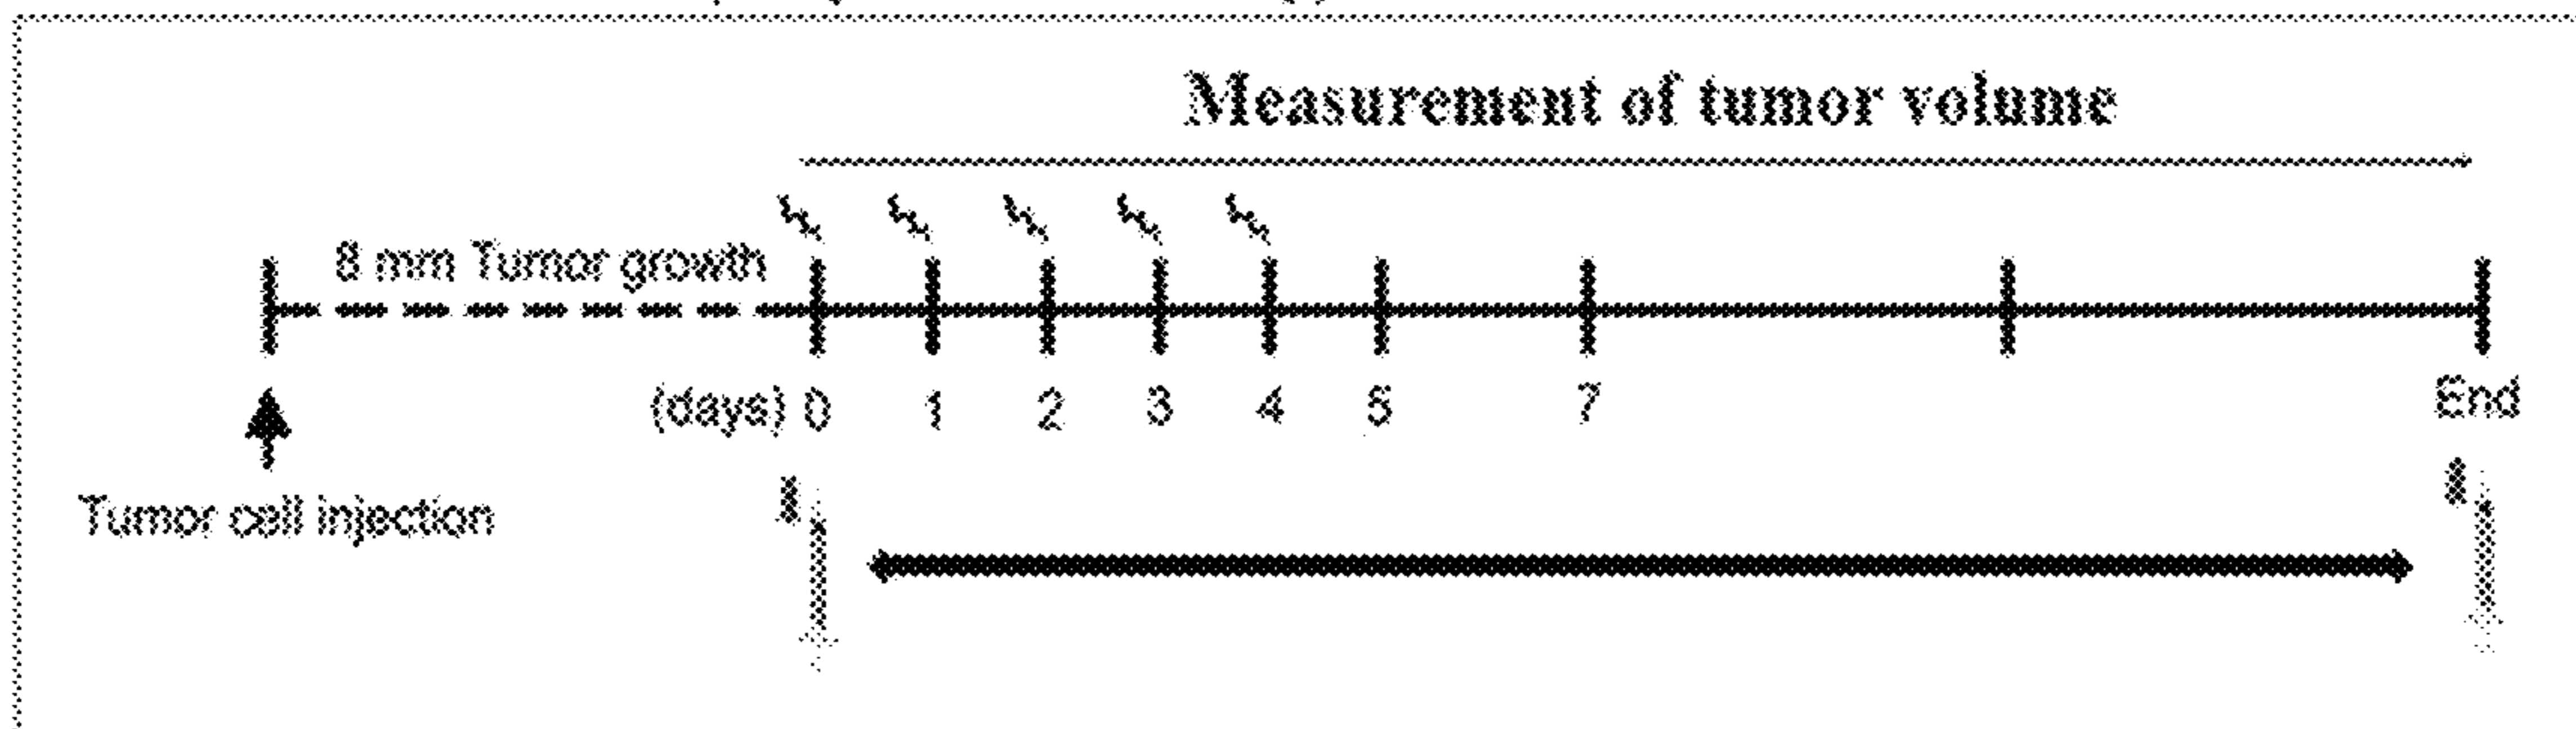 Measurement of tumor volume
8 mm Tumor growth
(days) 0 1 2 3 4 5 7 End
Tumor cell injection